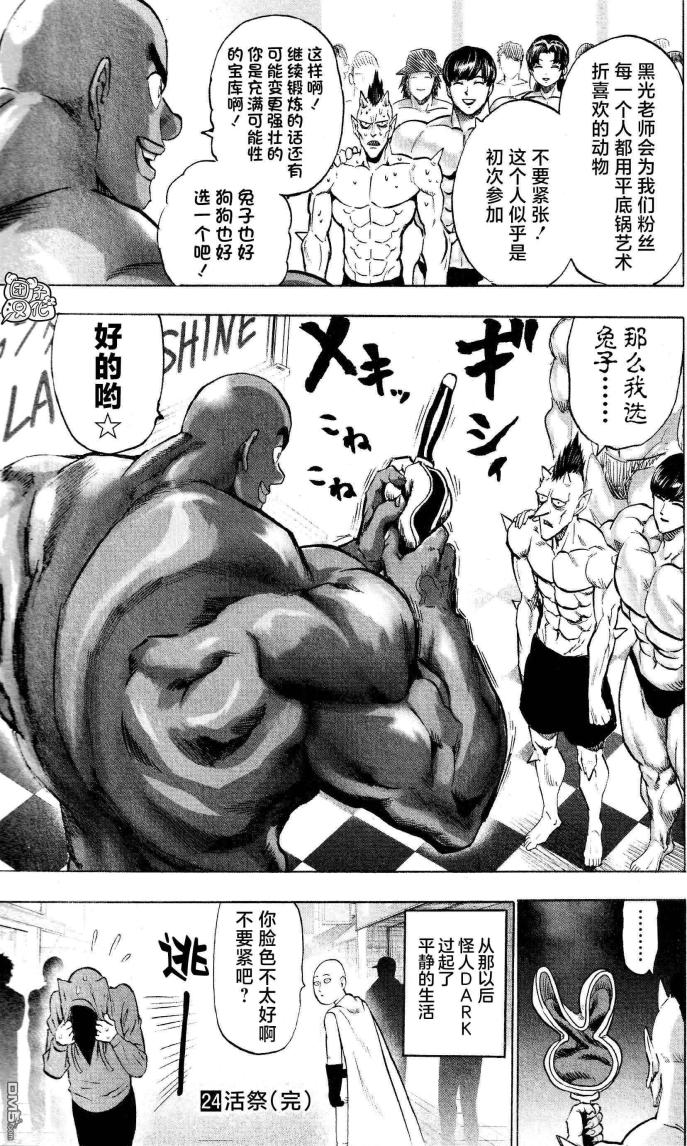 黑光老师会为我们粉丝
每一个人都用平底锅艺术
折喜欢的动物
不要紧张！
这个人似乎是
初次参加
这样啊！
继续锻炼的话还有
可能变更强壮的
你是充满可能性
的宝库啊！
兔子也好
狗狗也好
选一个吧！
那么我选
兔子……
ギシィ
メキッ
こねこね
好的哟
☆
SHINE
LA
………
从那以后
怪人DARK
过起了
平静的生活
你脸色不太好啊
不要紧吧？
逃
24活祭（完）